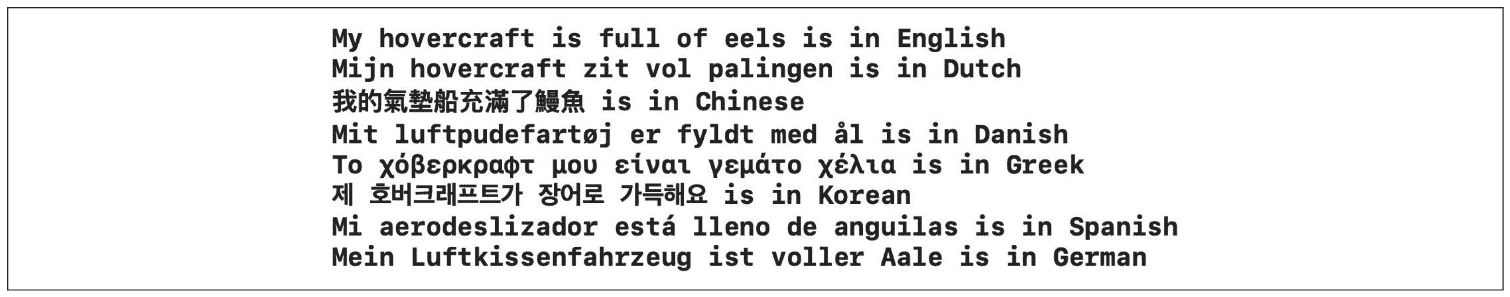 My hovercraft is full of eels is in English
Mijn hovercraft zit vol palingen is in Dutch
我的氣墊船充滿了鰻魚 is in Chinese
Mit luftpudefartøj er fyldt med ål is in Danish
Το χόβερκραφτ μου είναι γεμάτο χέλια is in Greek
제 호버크래프트가 장어로 가득해요 is in Korean
Mi aerodeslizador está lleno de anguilas is in Spanish
Mein Luftkissenfahrzeug ist voller Aale is in German